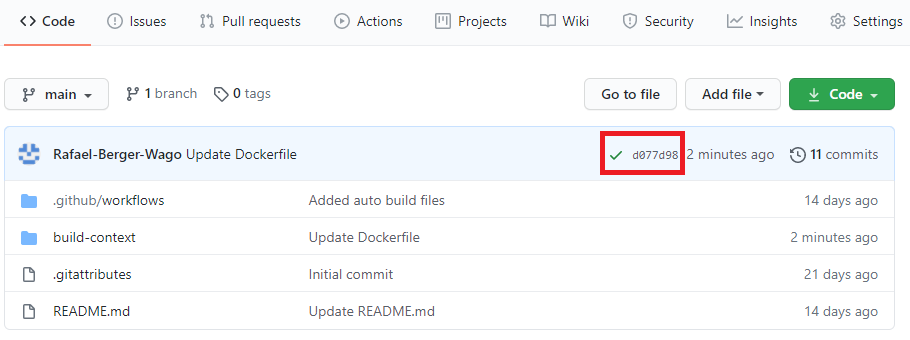 Code Issues Pull requests Actions Projects Wiki Security Insights Settings
main 1 branch 0 tags Go to file Add file Code
Rafael-Berger-Wago Update Dockerfile d077d98 2 minutes ago 11 commits
.github/workflows Added auto build files 14 days ago
build-context Update Dockerfile 2 minutes ago
.gitattributes Initial commit 21 days ago
README.md Update README.md 14 days ago